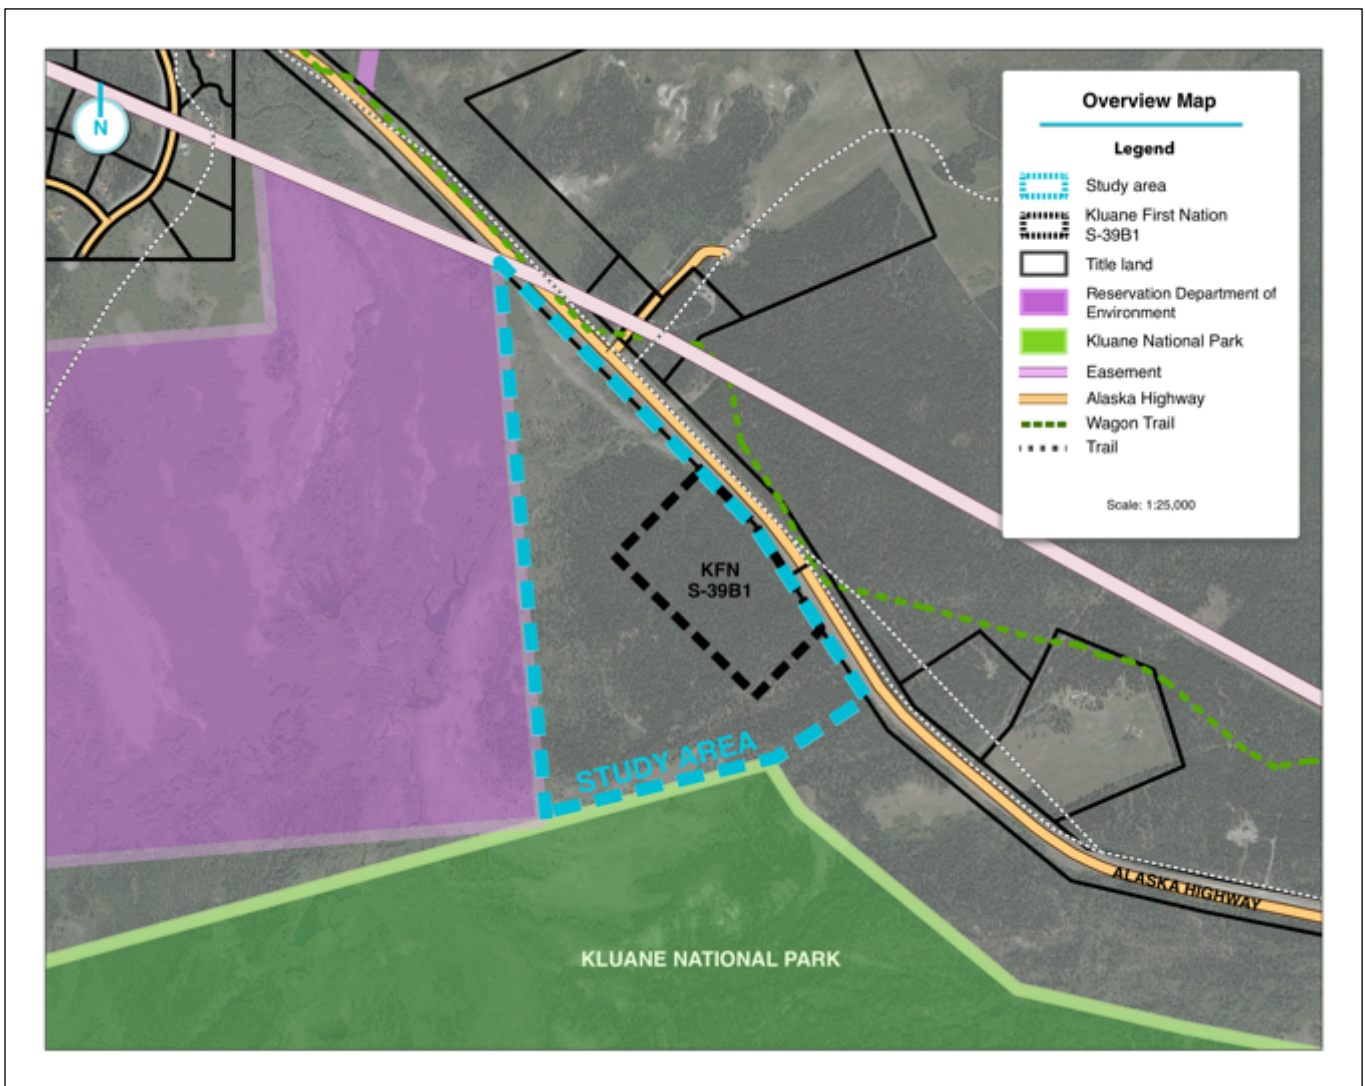 N
Overview Map
Legend
Study area
Kluane First Nation
S-39B1
Title land
Reservation Department of
Environment
Kluane National Park
Easement
Alaska Highway
Wagon Trail
Trail
Scale: 1:25,000
KFN
S-39B1
STUDY AREA
ALASKA HIGHWAY
KLUANE NATIONAL PARK